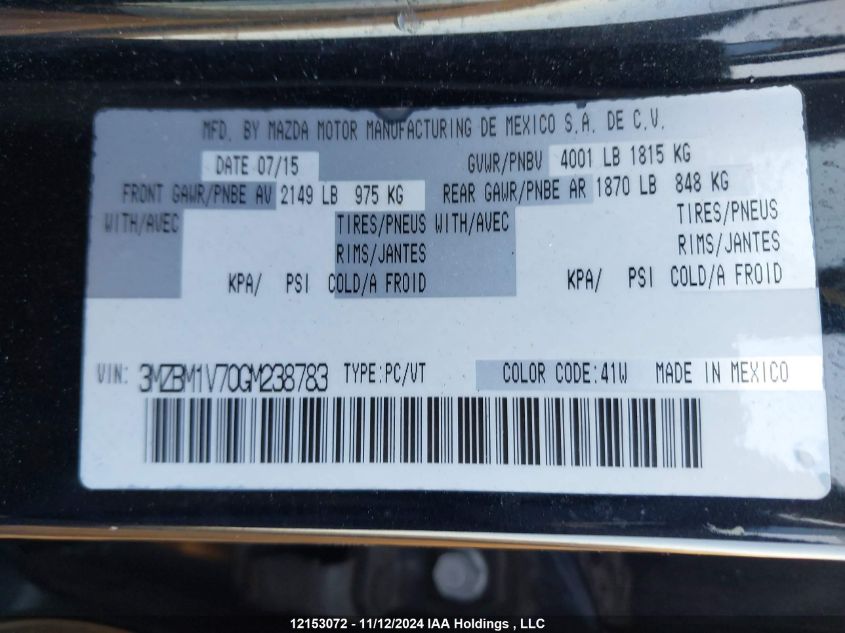 MFD. BY MAZDA MOTOR MANUFACTURING DE MEXICO S.A. DE C.V.
DATE 07/15 GVWR/PNBV 4001 LB 1815 KG
FRONT GAWR/PNBE AV 2149 LB 975 KG REAR GAWR/PNBE AR 1870 LB 848 KG
WITH/AVEC TIRES/PNEUS WITH/AVEC TIRES/PNEUS
RIMS/JANTES RIMS/JANTES
KPA/ PSI COLD/A FROID KPA/ PSI COLD/A FROID
VIN: 3MZBM1V70GM238783 TYPE:PC/VT COLOR CODE:41W MADE IN MEXICO
12153072 - 11/12/2024 IAA Holdings , LLC